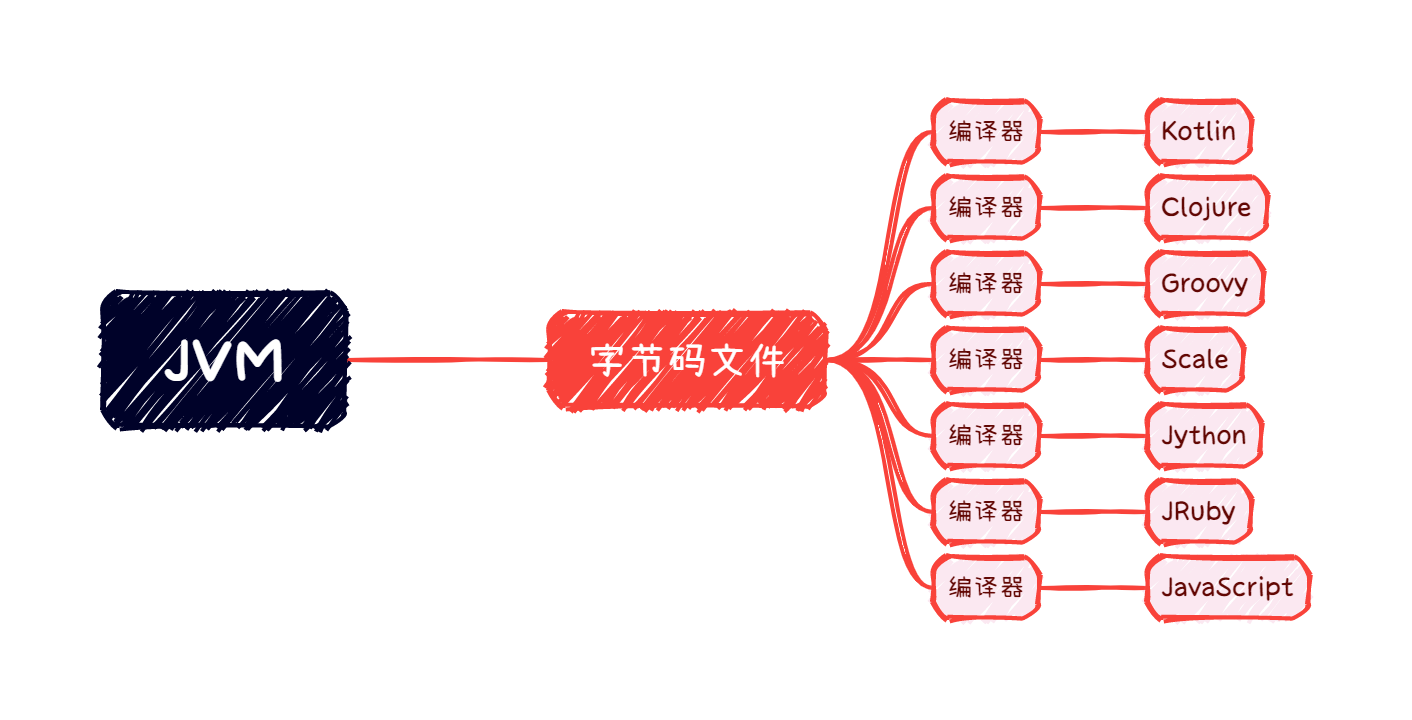 JVM
字节码文件
编译器
Kotlin
编译器
Clojure
编译器
Groovy
编译器
Scale
编译器
Jython
编译器
JRuby
编译器
JavaScript